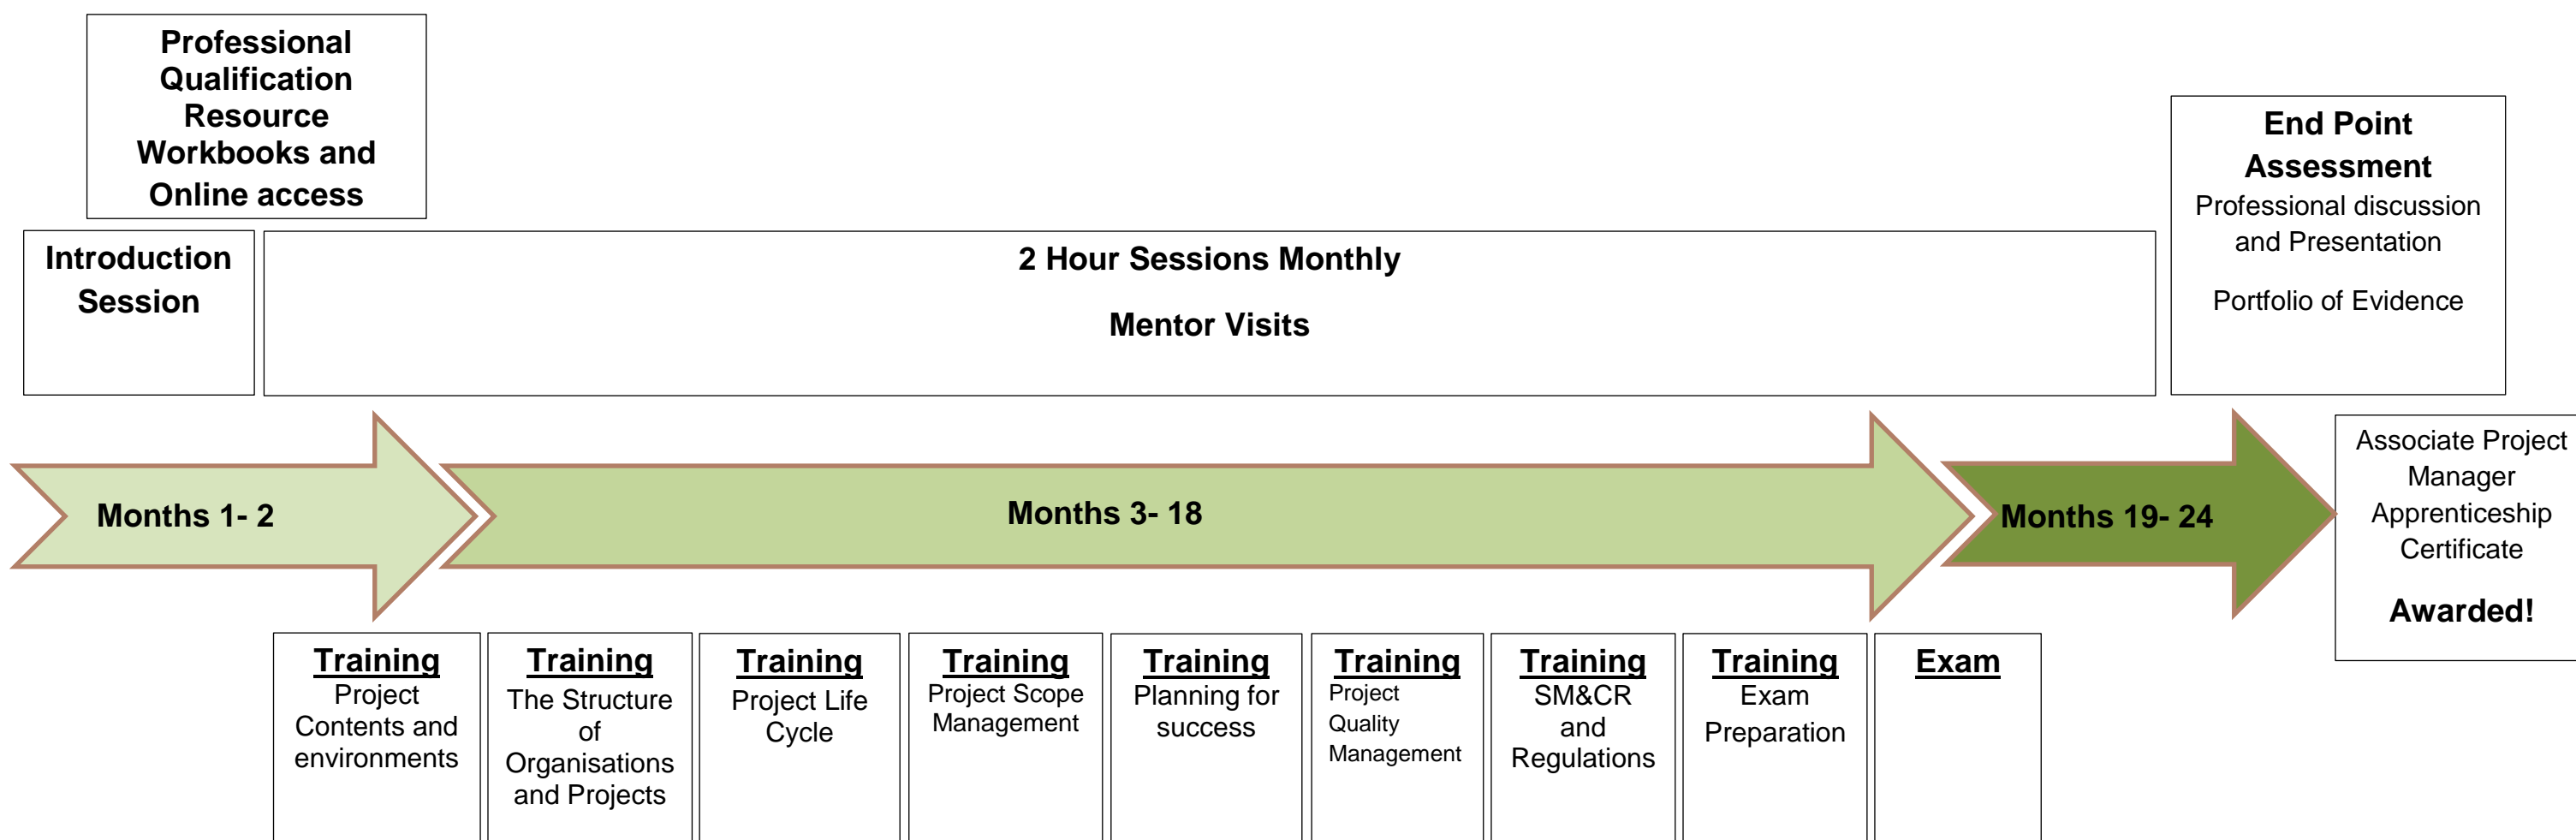 Professional
Qualification
Resource
Workbooks and
Online access
Introduction
Session
2 Hour Sessions Monthly
Mentor Visits
End Point
Assessment
Professional discussion
and Presentation
Portfolio of Evidence
Months 1- 2
Months 3- 18
Months 19- 24
Associate Project
Manager
Apprenticeship
Certificate
Awarded!
Training
Project
Contents and
environments
Training
The Structure
of
Organisations
and Projects
Training
Project Life
Cycle
Training
Project Scope
Management
Training
Planning for
success
Training
Project
Quality
Management
Training
SM&CR
and
Regulations
Training
Exam
Preparation
Exam